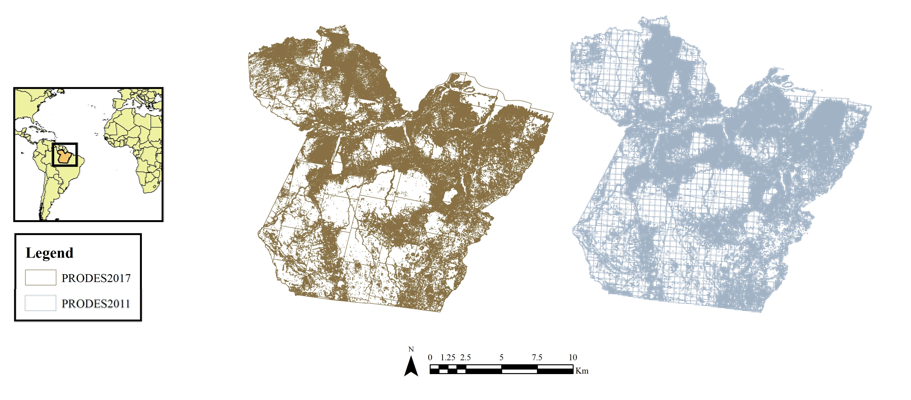 Legend
PRODES2017
PRODES2011
N
0 1.25 2.5 5 7.5 10
Km